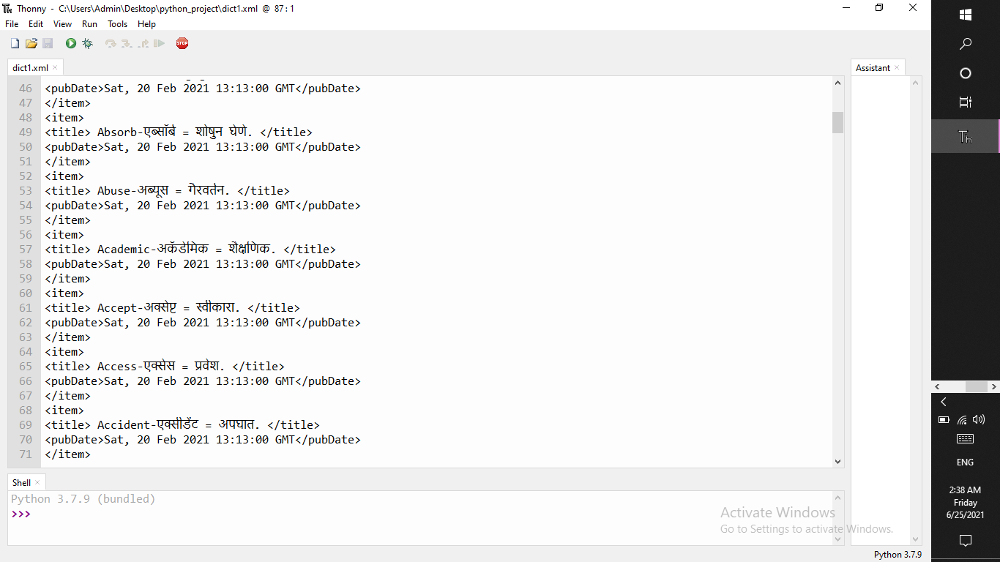 Thonny - C:\Users\Admin\Desktop\python_project\dict1.xml @ 87:1
File Edit View Run Tools Help
STOP
dict1.xml
Assistant
46 <pubDate>Sat, 20 Feb 2021 13:13:00 GMT</pubDate>
47 </item>
48 <item>
49 <title> Absorb-एब्सॉर्ब = शोषुन घेणे. </title>
50 <pubDate>Sat, 20 Feb 2021 13:13:00 GMT</pubDate>
51 </item>
52 <item>
53 <title> Abuse-अब्यूस = गैरवर्तन. </title>
54 <pubDate>Sat, 20 Feb 2021 13:13:00 GMT</pubDate>
55 </item>
56 <item>
57 <title> Academic-अकॅडेमिक = शैक्षणिक. </title>
58 <pubDate>Sat, 20 Feb 2021 13:13:00 GMT</pubDate>
59 </item>
60 <item>
61 <title> Accept-अक्सेप्ट = स्वीकारा. </title>
62 <pubDate>Sat, 20 Feb 2021 13:13:00 GMT</pubDate>
63 </item>
64 <item>
65 <title> Access-एक्सेस = प्रवेश. </title>
66 <pubDate>Sat, 20 Feb 2021 13:13:00 GMT</pubDate>
67 </item>
68 <item>
69 <title> Accident-एक्सीडेंट = अपघात. </title>
70 <pubDate>Sat, 20 Feb 2021 13:13:00 GMT</pubDate>
71 </item>
Shell
Python 3.7.9 (bundled)
>>>
Activate Windows
Go to Settings to activate Windows.
Python 3.7.9
Th
ENG
2:38 AM
Friday
6/25/2021